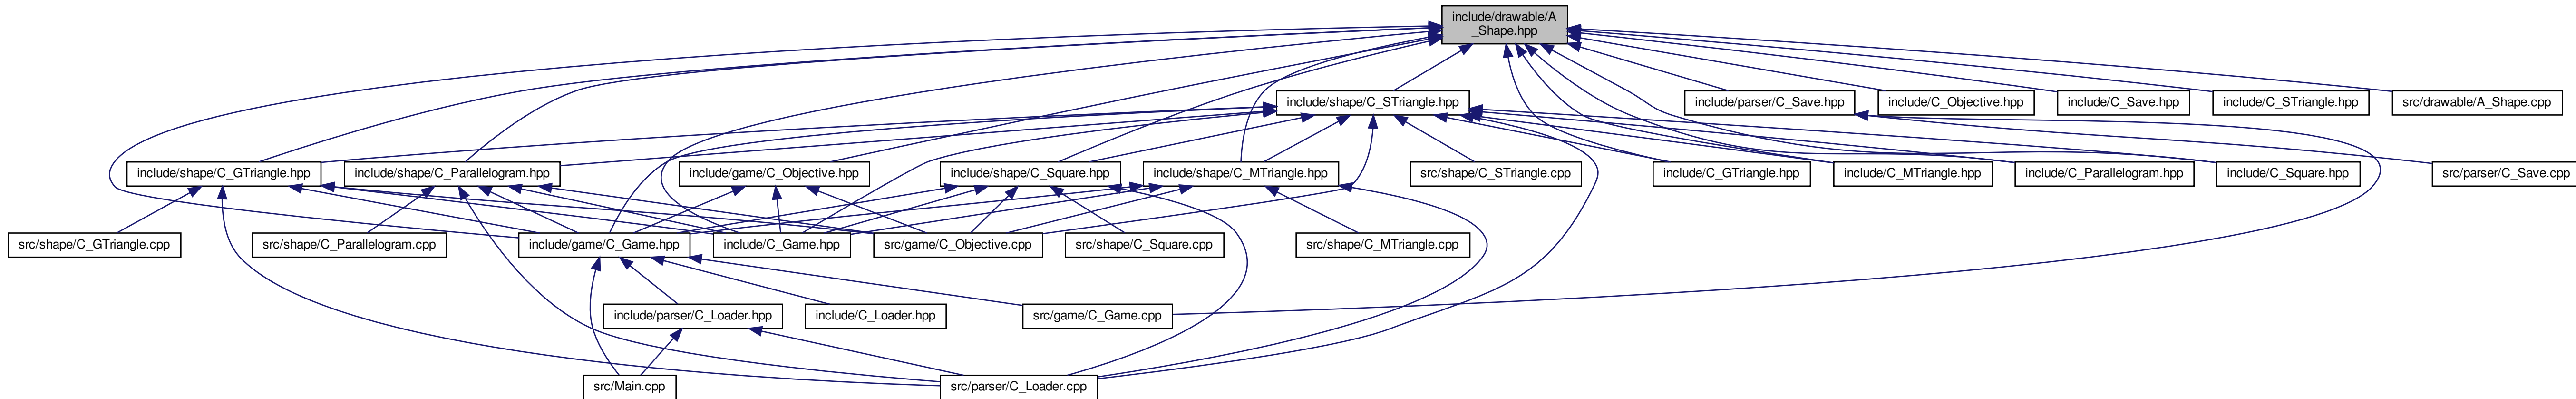 include/drawable/A
_Shape.hpp
include/shape/C_STriangle.hpp
include/parser/C_Save.hpp
include/C_Objective.hpp
include/C_Save.hpp
include/C_STriangle.hpp
src/drawable/A_Shape.cpp
include/shape/C_GTriangle.hpp
include/shape/C_Parallelogram.hpp
include/game/C_Objective.hpp
include/shape/C_Square.hpp
include/shape/C_MTriangle.hpp
src/shape/C_STriangle.cpp
include/C_GTriangle.hpp
include/C_MTriangle.hpp
include/C_Parallelogram.hpp
include/C_Square.hpp
src/parser/C_Save.cpp
src/shape/C_GTriangle.cpp
src/shape/C_Parallelogram.cpp
include/game/C_Game.hpp
include/C_Game.hpp
src/game/C_Objective.cpp
src/shape/C_Square.cpp
src/shape/C_MTriangle.cpp
include/parser/C_Loader.hpp
include/C_Loader.hpp
src/game/C_Game.cpp
src/Main.cpp
src/parser/C_Loader.cpp